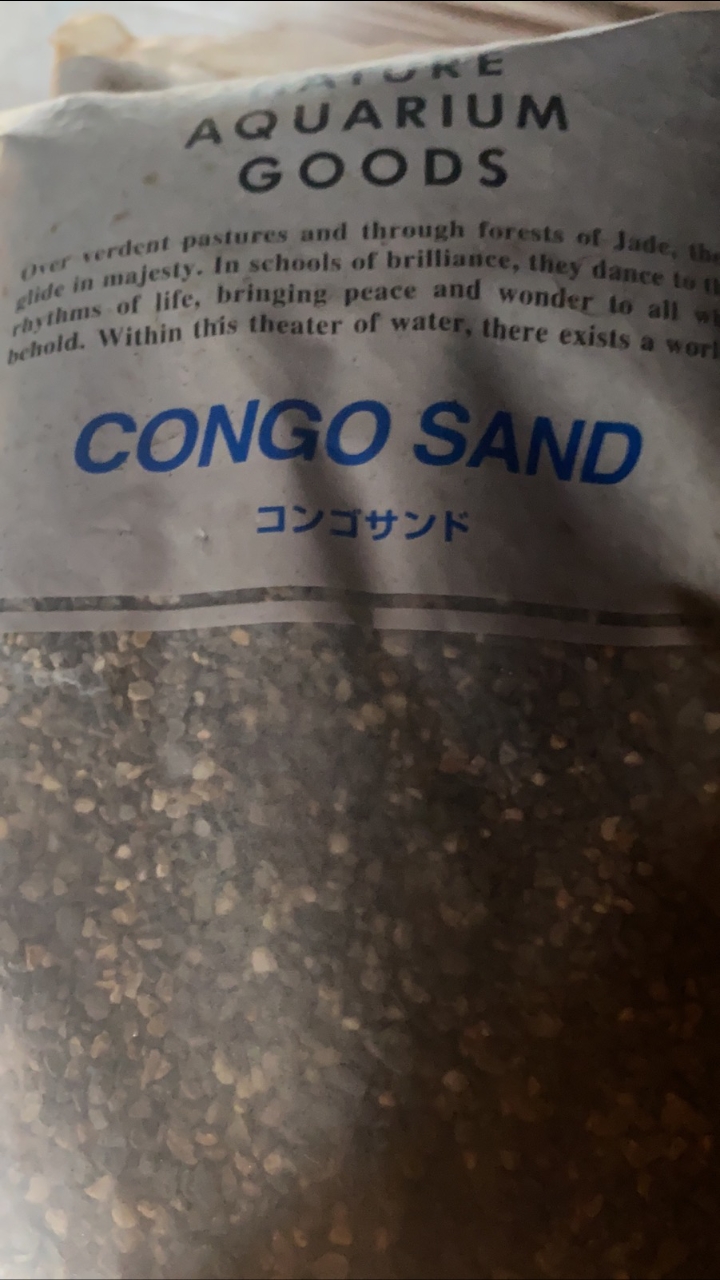 NATURE
AQUARIUM
GOODS
Over verdent pastures and through forests of Jade,
glide in majesty. In schools of brilliance, they dance to
rhythms of life, bringing peace and wonder to all
behold. Within this theater of water, there exists a
CONGO SAND
コンゴサンド